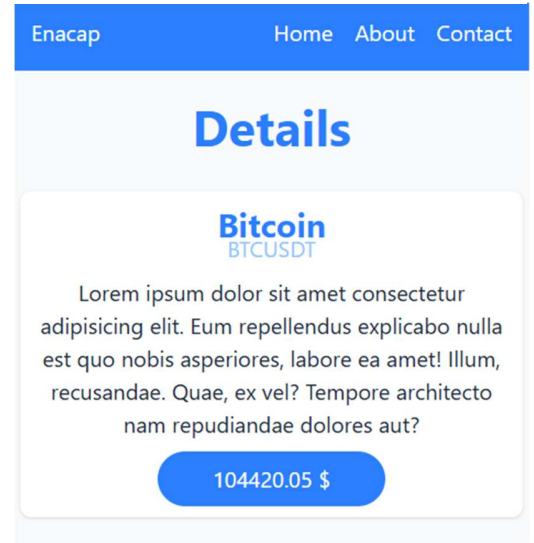 Enacap Home About Contact
Details
Bitcoin
BTCUSDT
Lorem ipsum dolor sit amet consectetur
adipisicing elit. Eum repellendus explicabo nulla
est quo nobis asperiores, labore ea amet! Illum,
recusandae. Quae, ex vel? Tempore architecto
nam repudiandae dolores aut?
104420.05 $